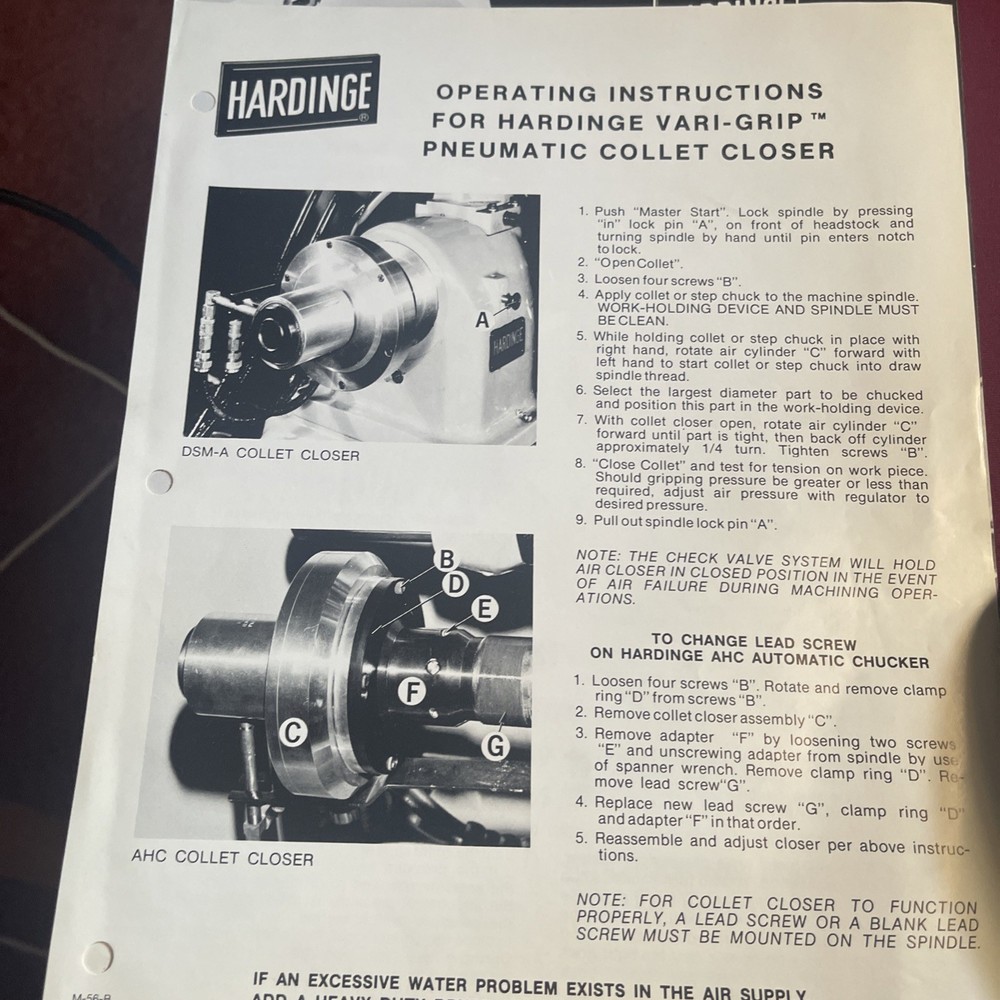 HARDINGE
®
OPERATING INSTRUCTIONS
FOR HARDINGE VARI-GRIP™
PNEUMATIC COLLET CLOSER
A
HARDINGE
DSM-A COLLET CLOSER
1. Push "Master Start". Lock spindle by pressing
"in" lock pin "A", on front of headstock and
turning spindle by hand until pin enters notch
to lock.
2. "Open Collet".
3. Loosen four screws "B".
4. Apply collet or step chuck to the machine spindle.
WORK-HOLDING DEVICE AND SPINDLE MUST
BE CLEAN.
5. While holding collet or step chuck in place with
right hand, rotate air cylinder "C" forward with
left hand to start collet or step chuck into draw
spindle thread.
6. Select the largest diameter part to be chucked
and position this part in the work-holding device.
7. With collet closer open, rotate air cylinder "C"
forward until part is tight, then back off cylinder
approximately 1/4 turn. Tighten screws "B".
8. "Close Collet" and test for tension on work piece.
Should gripping pressure be greater or less than
required, adjust air pressure with regulator to
desired pressure.
9. Pull out spindle lock pin "A".
NOTE: THE CHECK VALVE SYSTEM WILL HOLD
AIR CLOSER IN CLOSED POSITION IN THE EVENT
OF AIR FAILURE DURING MACHINING OPER-
ATIONS.
B
D
E
F
C
G
AHC COLLET CLOSER
TO CHANGE LEAD SCREW
ON HARDINGE AHC AUTOMATIC CHUCKER
1. Loosen four screws "B". Rotate and remove clamp
ring "D" from screws "B".
2. Remove collet closer assembly "C".
3. Remove adapter "F" by loosening two screws
"E" and unscrewing adapter from spindle by use
of spanner wrench. Remove clamp ring "D". Re-
move lead screw "G".
4. Replace new lead screw "G", clamp ring "D"
and adapter "F" in that order.
5. Reassemble and adjust closer per above instruc-
tions.
NOTE: FOR COLLET CLOSER TO FUNCTION
PROPERLY, A LEAD SCREW OR A BLANK LEAD
SCREW MUST BE MOUNTED ON THE SPINDLE.
IF AN EXCESSIVE WATER PROBLEM EXISTS IN THE AIR SUPPLY
ADD A HEAVY DUTY
M-56-B